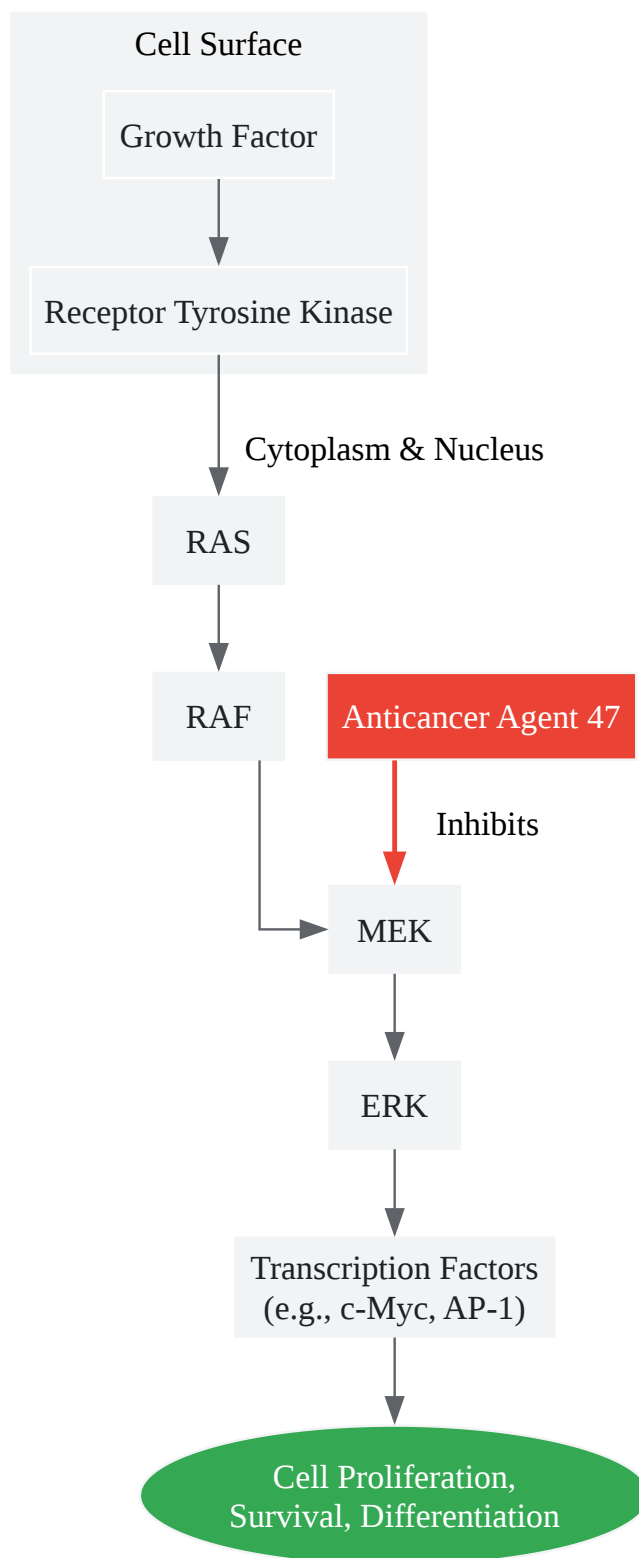 Cell Surface
Growth Factor
Receptor Tyrosine Kinase
Cytoplasm & Nucleus
RAS
RAF
Anticancer Agent 47
Inhibits
MEK
ERK
Transcription Factors
(e.g., c-Myc, AP-1)
Cell Proliferation,
Survival, Differentiation